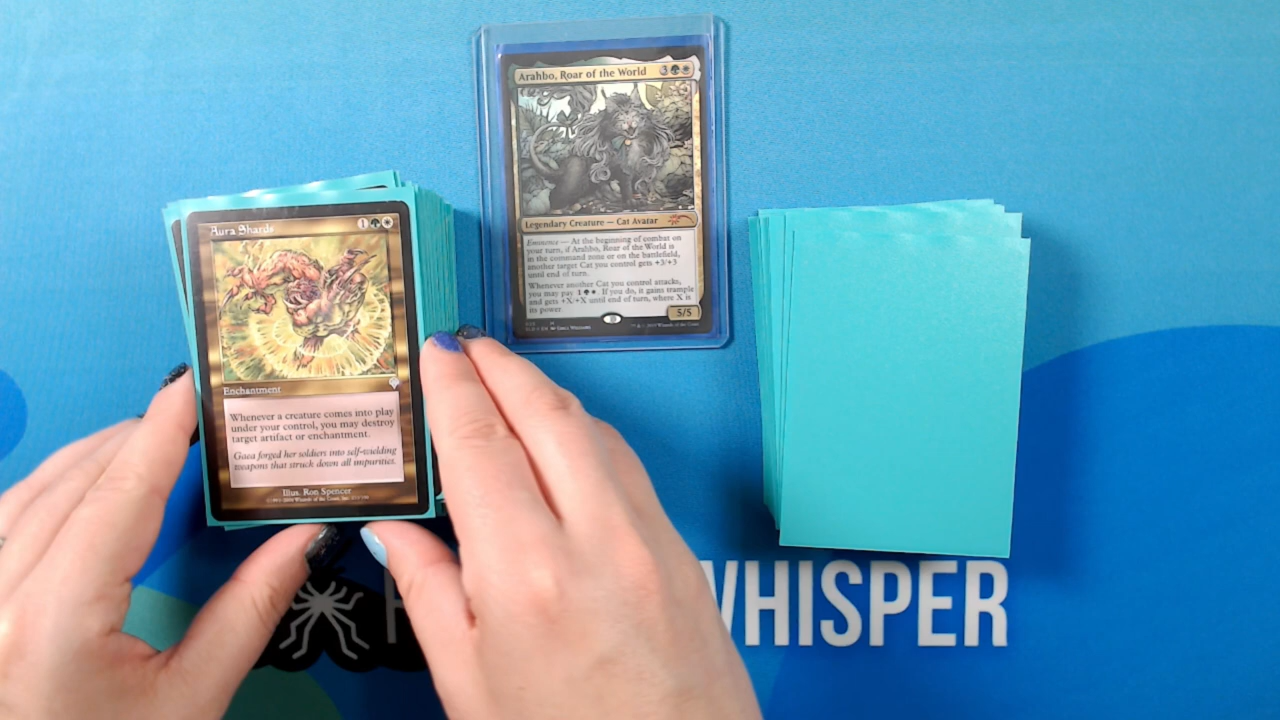 Arahbo, Roar of the World 3
Legendary Creature — Cat Avatar
Eminence — At the beginning of combat on
your turn, if Arahbo, Roar of the World is
in the command zone or on the battlefield,
another target Cat you control gets +3/+3
until end of turn.
Whenever another Cat you control attacks,
you may pay 1. If you do, it gains trample
and gets +X/+X until end of turn, where X is
its power.
5/5
Aura Shards 1
Enchantment
Whenever a creature comes into play
under your control, you may destroy
target artifact or enchantment.
Gaea forged her soldiers into self-wielding
weapons that struck down all impurities.
Illus. Ron Spencer
WHISPER